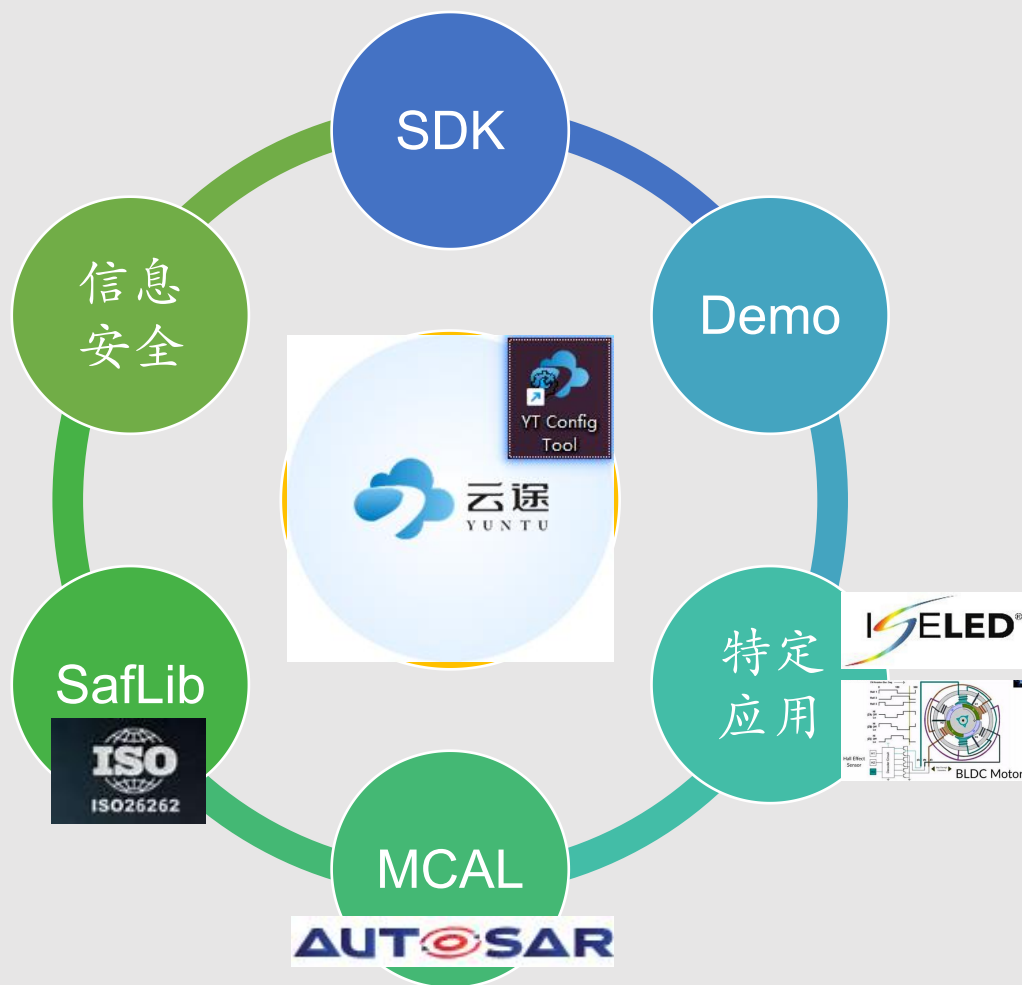 SDK
Demo
信息
安全
YT Config
Tool
云途
YUNTU
特定
应用
ISELED®
Hall Effect
Sensor
BLDC Motor
SafLib
ISO
ISO26262
MCAL
AUTOSAR